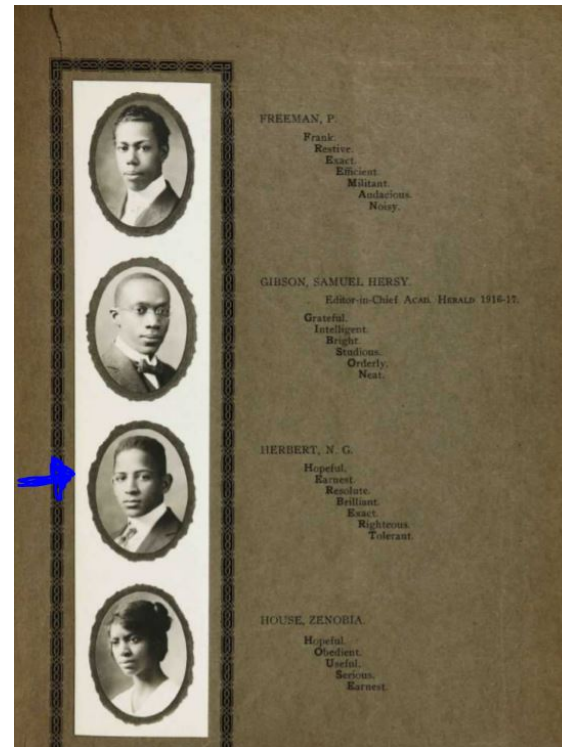 FREEMAN, P.
Frank.
Restive.
Exact.
Efficient.
Militant.
Audacious.
Noisy.
GIBSON, SAMUEL HERSY.
Editor-in-Chief ACAD. HERALD 1916-17.
Grateful.
Intelligent.
Bright.
Studious.
Orderly.
Neat.
HERBERT, N. G.
Hopeful.
Earnest.
Resolute.
Brilliant.
Exact.
Righteous.
Tolerant.
HOUSE, ZENOBIA.
Hopeful.
Obedient.
Useful.
Serious.
Earnest.